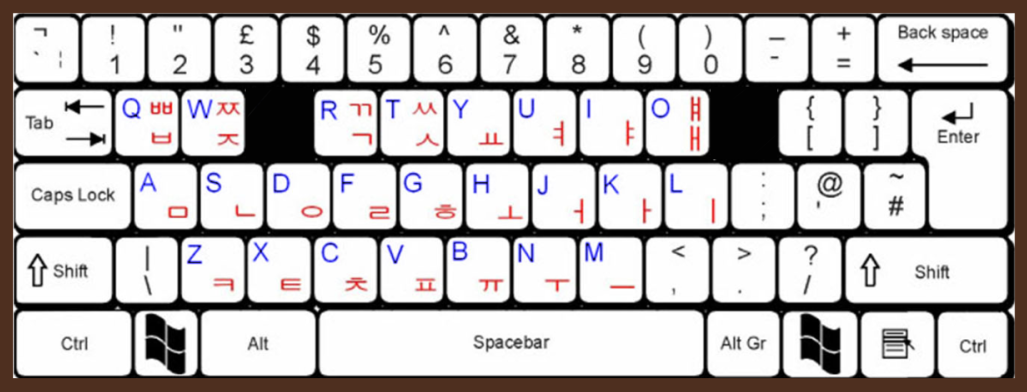 ¬ ` ¦ ! 1 " 2 £ 3 $ 4 % 5 ^ 6 & 7 * 8 ( 9 ) 0 – - + = Back space
Tab Q ㅃ ㅂ W ㅉ ㅈ R ㄲ ㄱ T ㅆ ㅅ Y ㅛ U ㅕ I ㅑ O ㅒ ㅐ { [ } ] Enter
Caps Lock A ㅁ S ㄴ D ㅇ F ㄹ G ㅎ H ㅗ J ㅓ K ㅏ L ㅣ : ; @ ' ~ #
Shift | \ Z ㅋ X ㅌ C ㅊ V ㅍ B ㅠ N ㅜ M ㅡ < , > . ? / Shift
Ctrl Alt Spacebar Alt Gr Ctrl